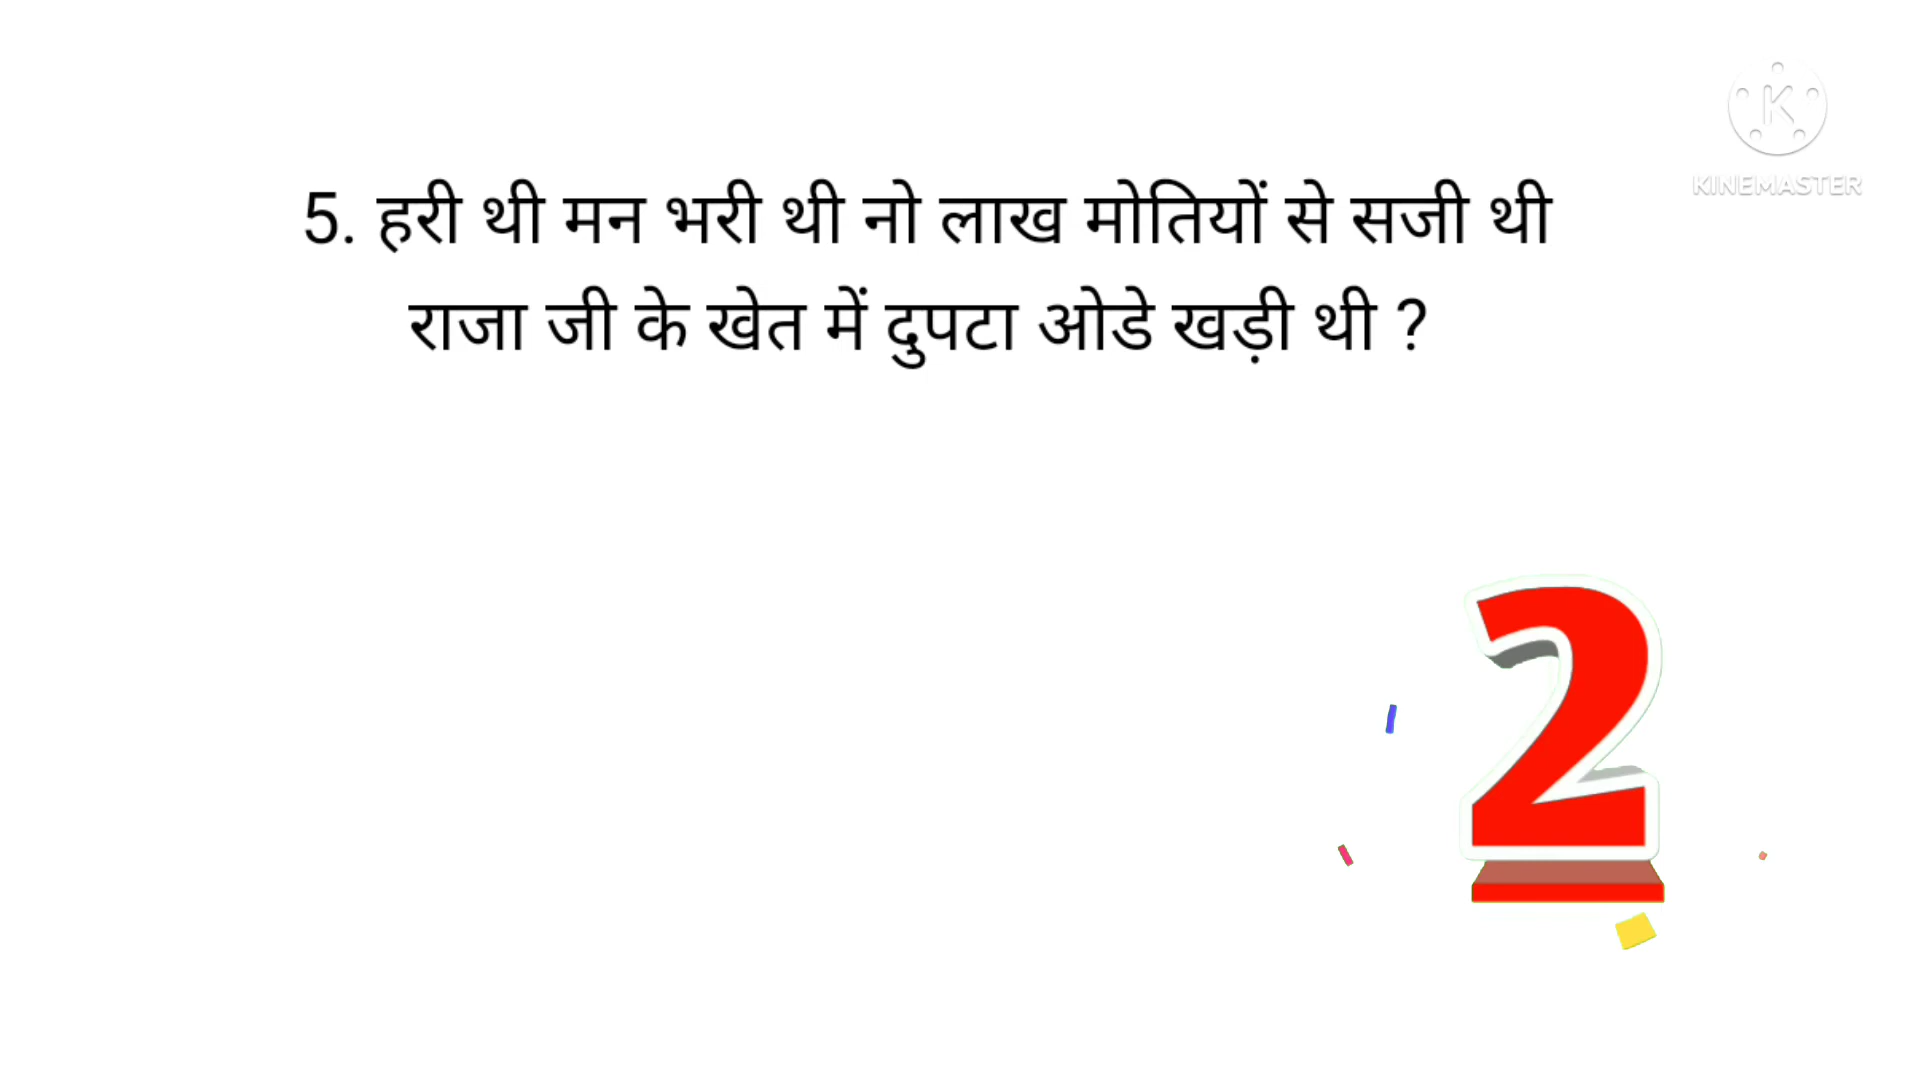 KINEMASTER
5. हरी थी मन भरी थी नो लाख मोतियों से सजी थी
राजा जी के खेत में दुपटा ओडे खड़ी थी ?
2